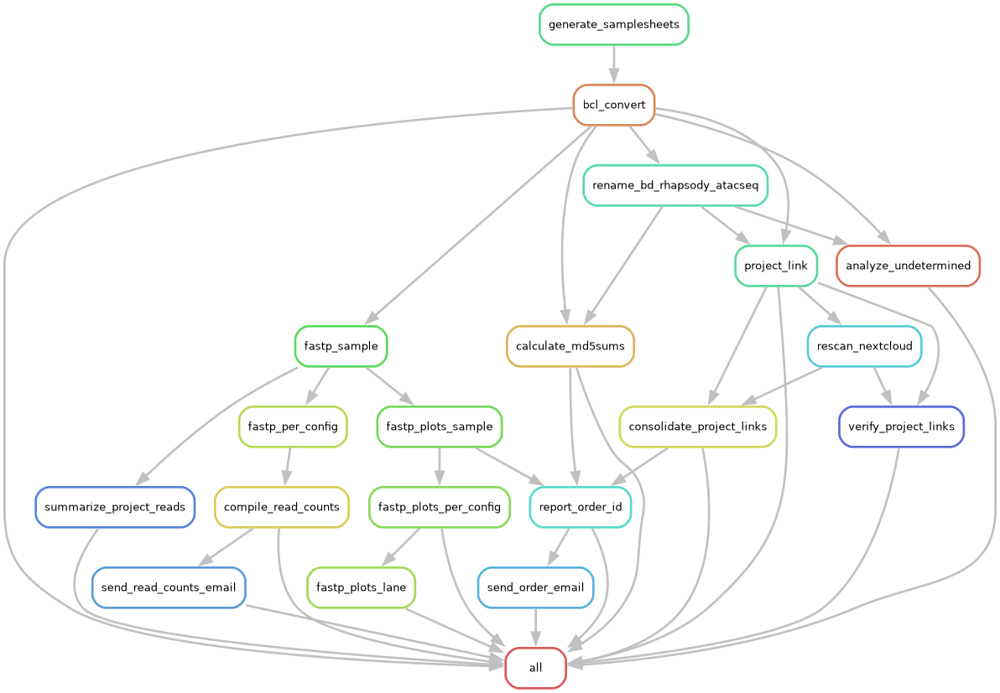 generate_samplesheets
bcl_convert
rename_bd_rhapsody_atacseq
project_link
analyze_undetermined
fastp_sample
calculate_md5sums
rescan_nextcloud
fastp_per_config
fastp_plots_sample
consolidate_project_links
verify_project_links
summarize_project_reads
compile_read_counts
fastp_plots_per_config
report_order_id
send_read_counts_email
fastp_plots_lane
send_order_email
all